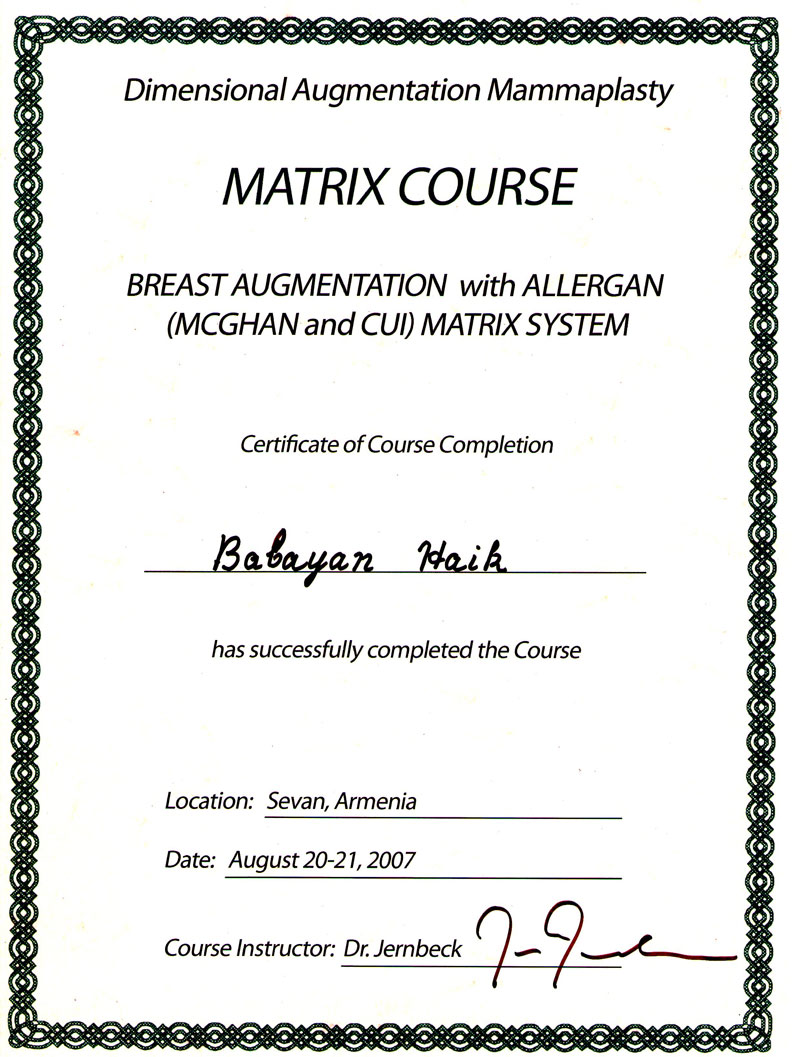 Dimensional Augmentation Mammaplasty
MATRIX COURSE
BREAST AUGMENTATION with ALLERGAN
(MCGHAN and CUI) MATRIX SYSTEM
Certificate of Course Completion
Babayan Haik
has successfully completed the Course
Location: Sevan, Armenia
Date: August 20-21, 2007
Course Instructor: Dr. Jernbeck